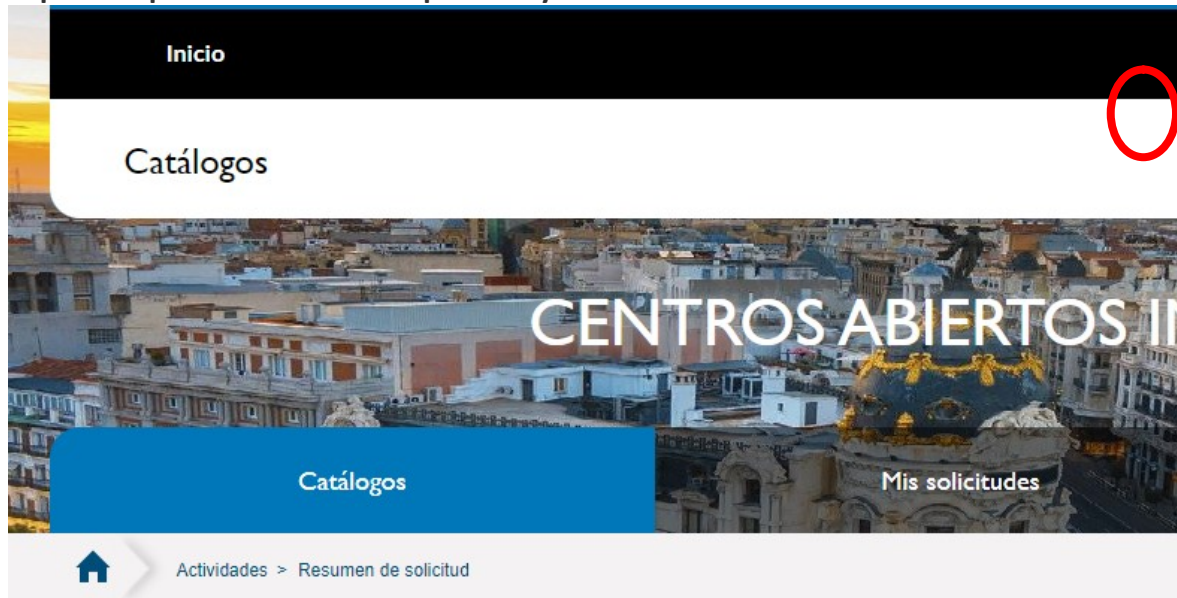 Inicio
Catálogos
CENTROS ABIERTOS
Catálogos
Mis solicitudes
Actividades > Resumen de solicitud